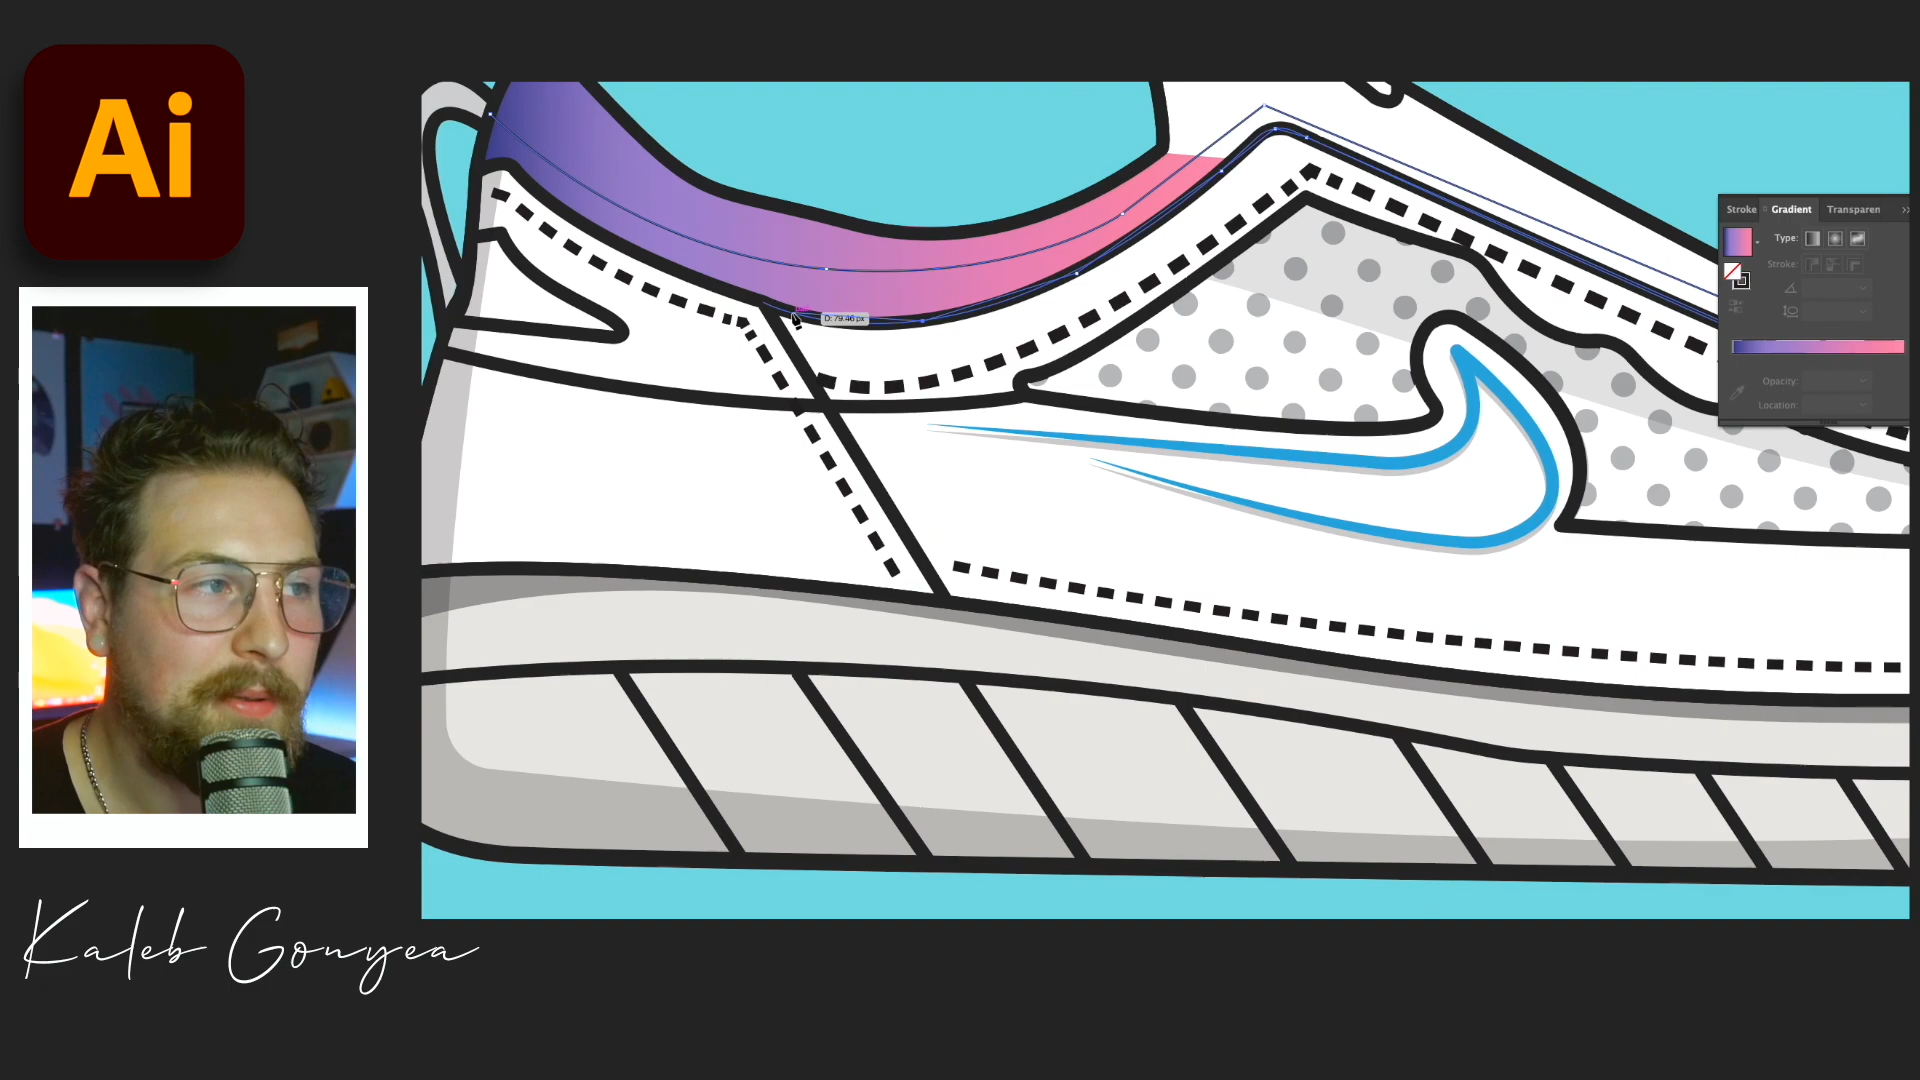 Ai
Stroke Gradient Transparen
Type:
Stroke:
D: 79.46 px
Opacity:
Location:
Kaleb Gonyea